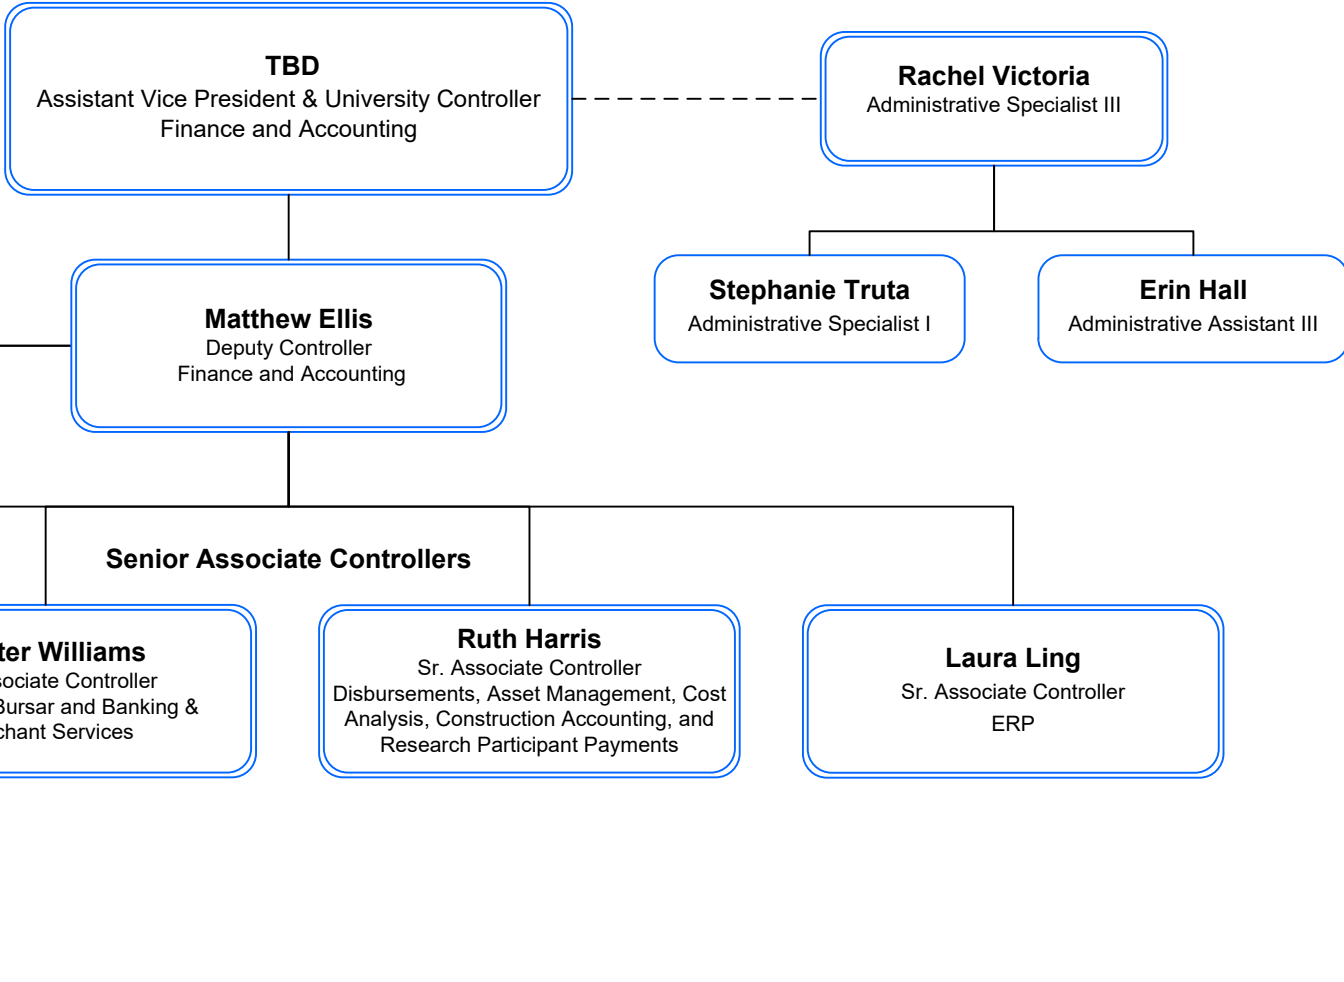 TBD
Assistant Vice President & University Controller
Finance and Accounting
Rachel Victoria
Administrative Specialist III
Stephanie Truta
Administrative Specialist I
Erin Hall
Administrative Assistant III
Matthew Ellis
Deputy Controller
Finance and Accounting
Senior Associate Controllers
Williams
Controller
Bursar and Banking &
Services
Ruth Harris
Sr. Associate Controller
Disbursements, Asset Management, Cost
Analysis, Construction Accounting, and
Research Participant Payments
Laura Ling
Sr. Associate Controller
ERP